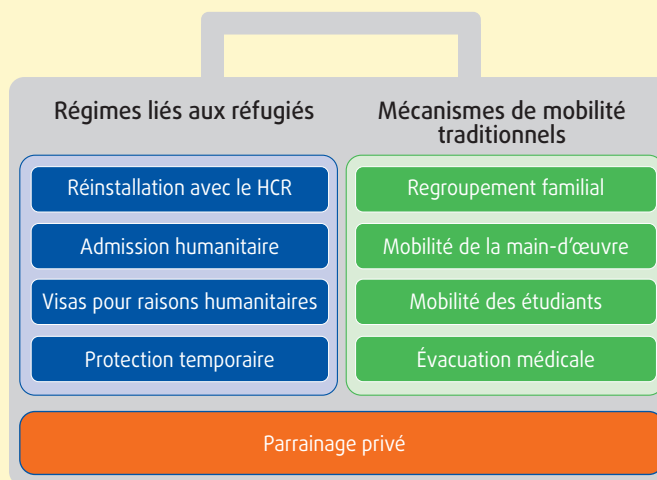 Régimes liés aux réfugiés
Réinstallation avec le HCR
Admission humanitaire
Visas pour raisons humanitaires
Protection temporaire
Mécanismes de mobilité
traditionnels
Regroupement familial
Mobilité de la main-d'œuvre
Mobilité des étudiants
Évacuation médicale
Parrainage privé